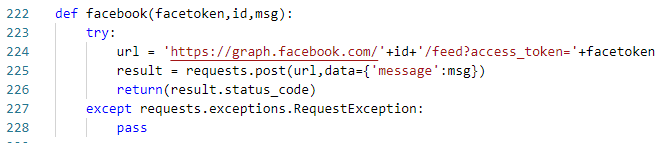 222 def facebook(facetoken,id,msg):
223 try:
224 url = 'https://graph.facebook.com/'+id+'/feed?access_token='+facetoken
225 result = requests.post(url,data={'message':msg})
226 return(result.status_code)
227 except requests.exceptions.RequestException:
228 pass